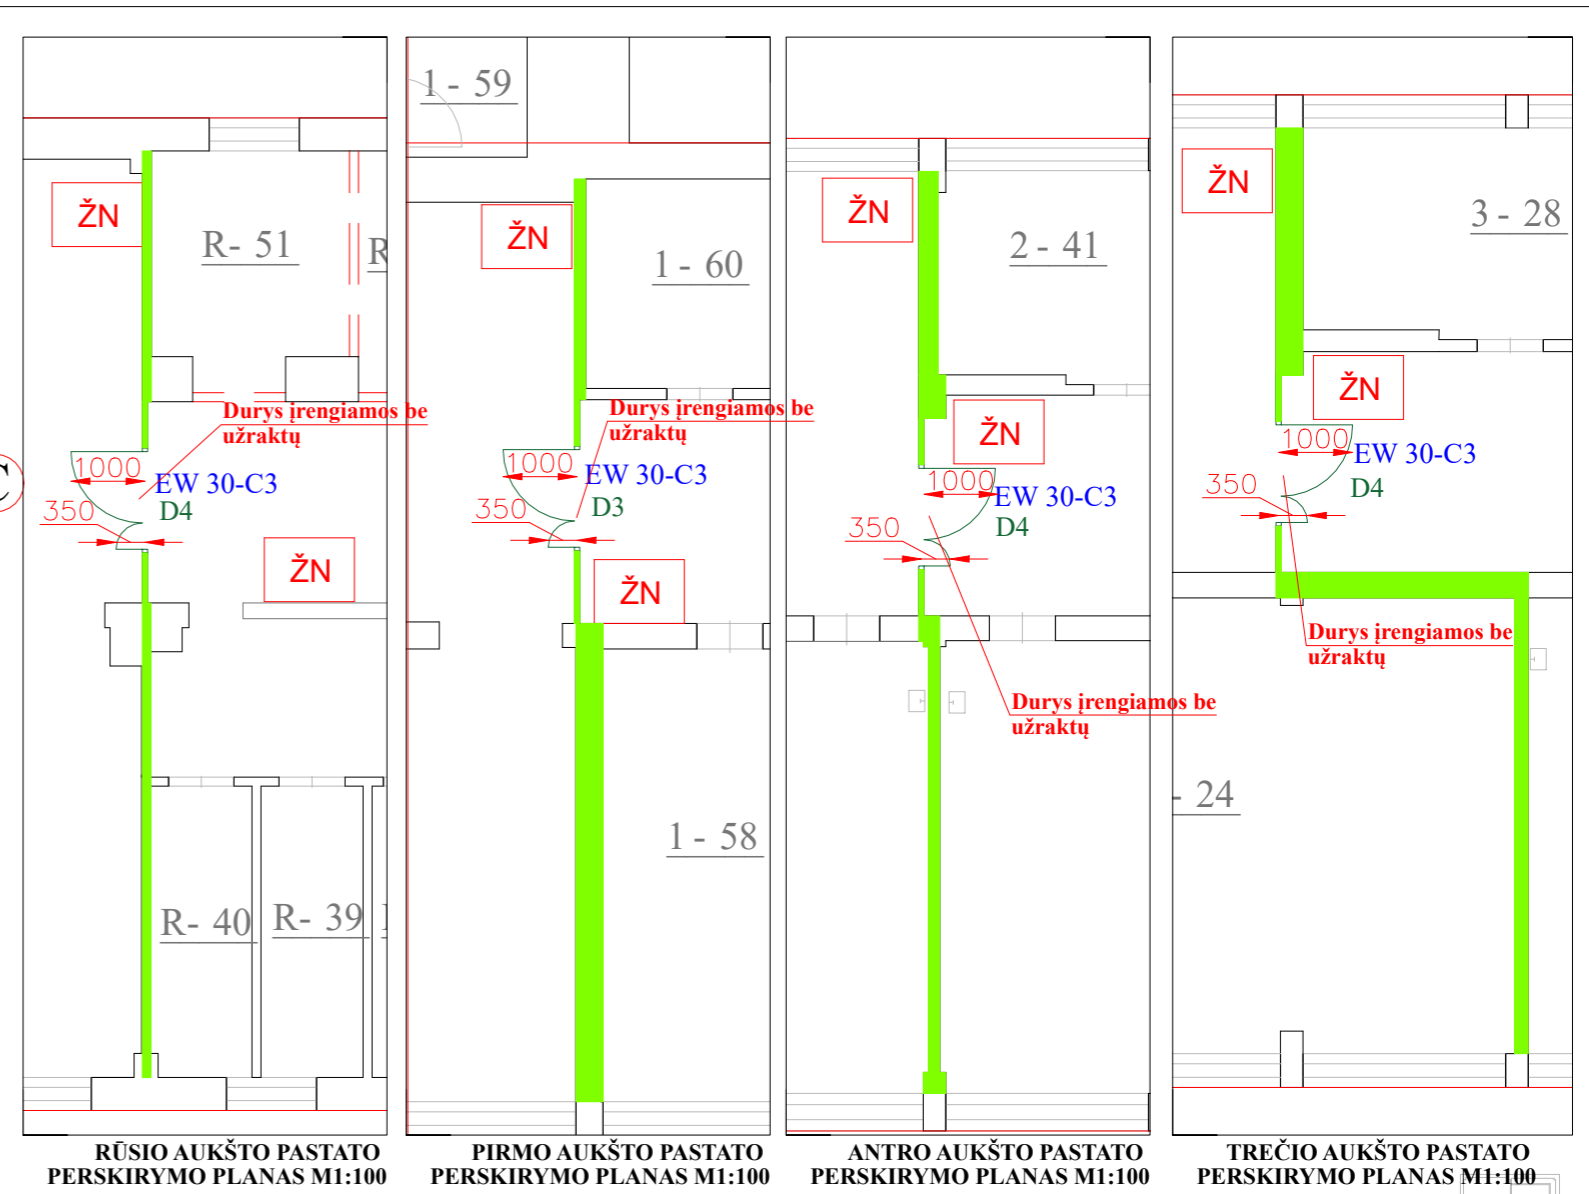 ŽN
R- 51
R
Durys įrengiamos be
užraktų
1000
EW 30-C3
D4
350
ŽN
R- 40
R- 39
RŪSIO AUKŠTO PASTATO
PERSKIRYMO PLANAS M1:100
1 - 59
ŽN
1 - 60
Durys įrengiamos be
užraktų
1000
EW 30-C3
D3
350
ŽN
1 - 58
PIRMO AUKŠTO PASTATO
PERSKIRYMO PLANAS M1:100
ŽN
2 - 41
ŽN
1000
EW 30-C3
D4
350
Durys įrengiamos be
užraktų
ANTRO AUKŠTO PASTATO
PERSKIRYMO PLANAS M1:100
ŽN
3 - 28
ŽN
1000
EW 30-C3
D4
350
Durys įrengiamos be
užraktų
- 24
TREČIO AUKŠTO PASTATO
PERSKIRYMO PLANAS M1:100